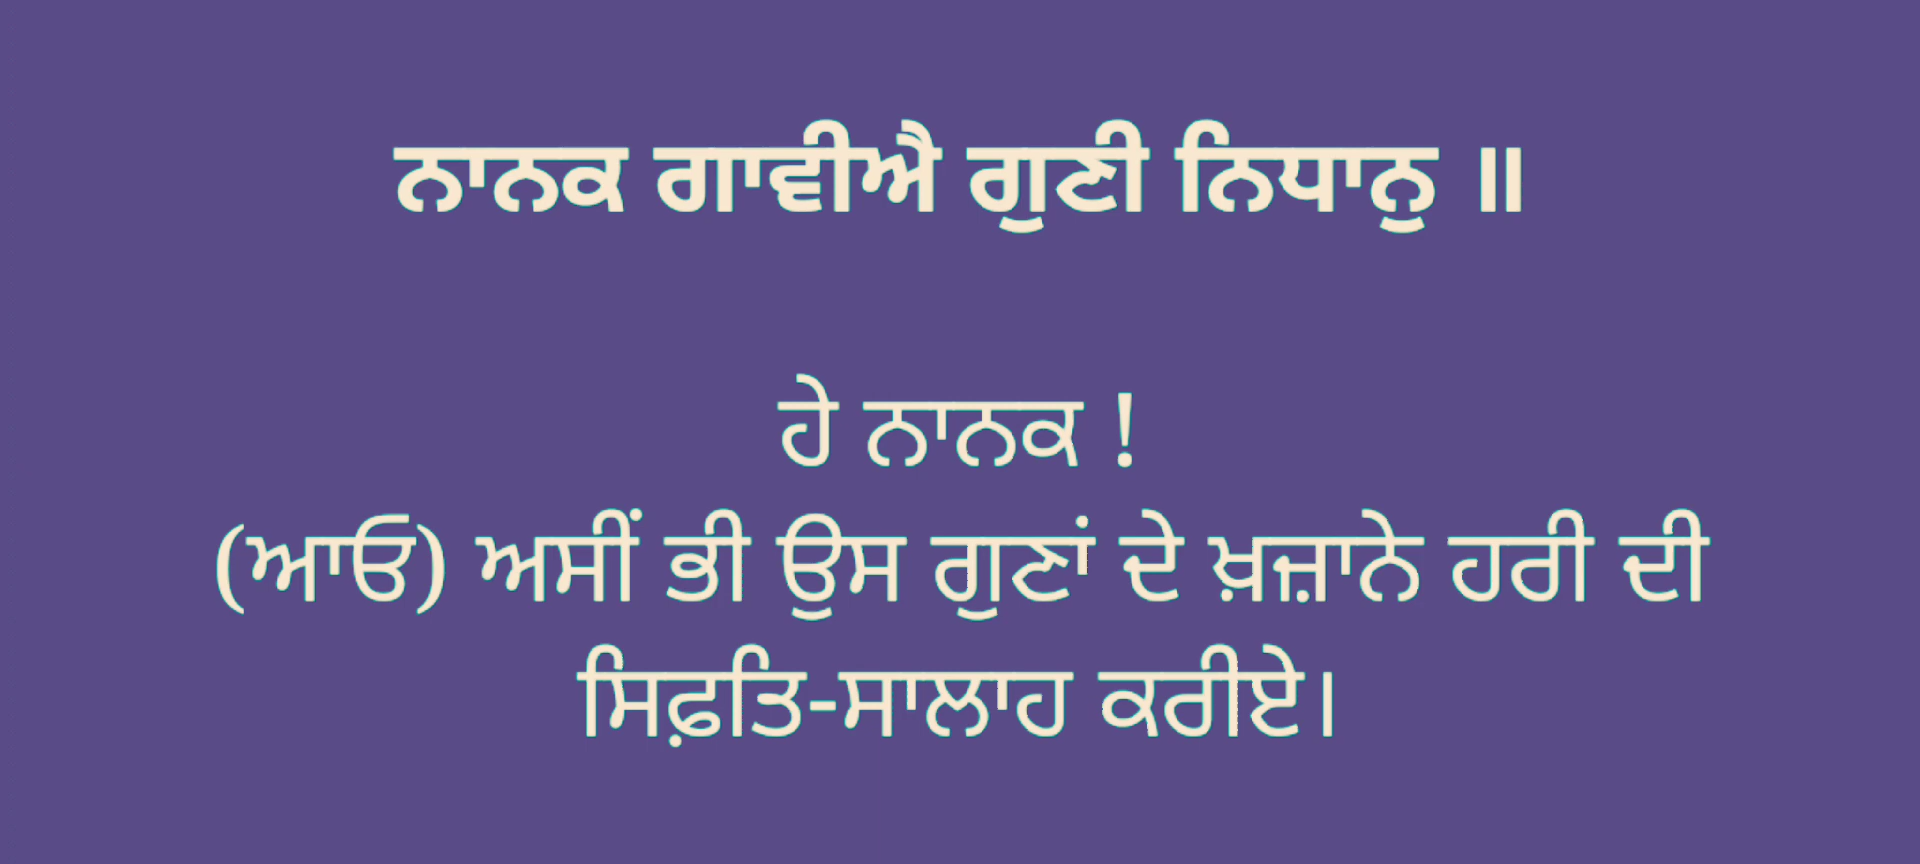 ਨਾਨਕ ਗਾਵੀਐ ਗੁਣੀ ਨਿਧਾਨੁ ॥
ਹੇ ਨਾਨਕ !
(ਆਓ) ਅਸੀਂ ਭੀ ਉਸ ਗੁਣਾਂ ਦੇ ਖ਼ਜ਼ਾਨੇ ਹਰੀ ਦੀ
ਸਿਫ਼ਤਿ-ਸਾਲਾਹ ਕਰੀਏ।